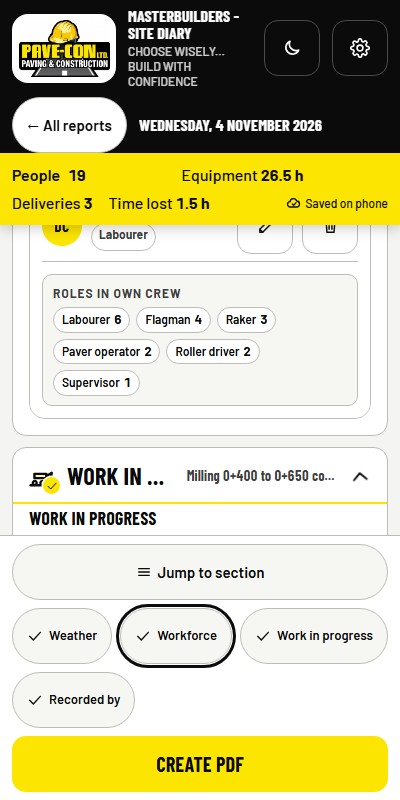 PAVE-CON LTD.
PAVING & CONSTRUCTION
MASTERBUILDERS -
SITE DIARY
CHOOSE WISELY...
BUILD WITH
CONFIDENCE
← All reports
WEDNESDAY, 4 NOVEMBER 2026
People 19
Equipment 26.5 h
Deliveries 3
Time lost 1.5 h
Saved on phone
DC
Labourer
ROLES IN OWN CREW
Labourer 6
Flagman 4
Raker 3
Paver operator 2
Roller driver 2
Supervisor 1
WORK IN ...
Milling 0+400 to 0+650 co...
WORK IN PROGRESS
Jump to section
Weather
Workforce
Work in progress
Recorded by
CREATE PDF